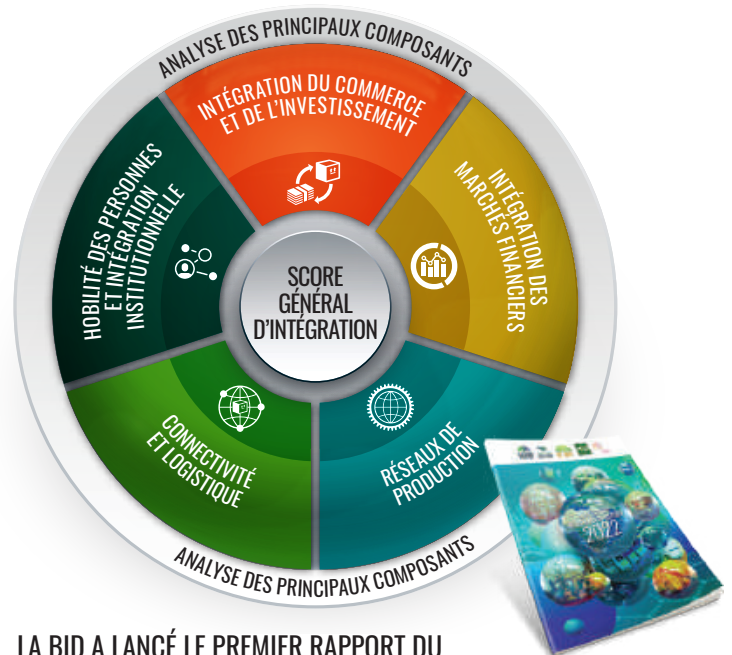 ANALYSE DES PRINCIPAUX COMPOSANTS
INTÉGRATION DU COMMERCE
ET DE L'INVESTISSEMENT
INTÉGRATION DES
MARCHÉS FINANCIERS
RÉSEAUX DE
PRODUCTION
CONNECTIVITÉ
ET LOGISTIQUE
HOBILITÉ DES PERSONNES
ET INTÉGRATION
INSTITUTIONNELLE
SCORE
GÉNÉRAL
D'INTÉGRATION
ANALYSE DES PRINCIPAUX COMPOSANTS
2022
LA BID A LANCÉ LE PREMIER RAPPORT DU